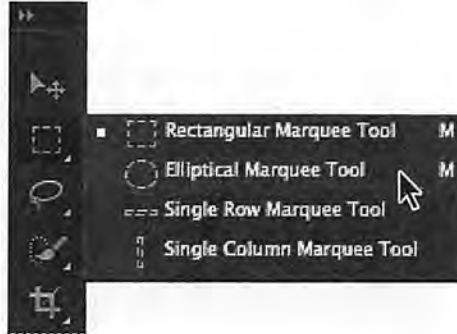 Rectangular Marquee Tool M
Elliptical Marquee Tool M
Single Row Marquee Tool
Single Column Marquee Tool